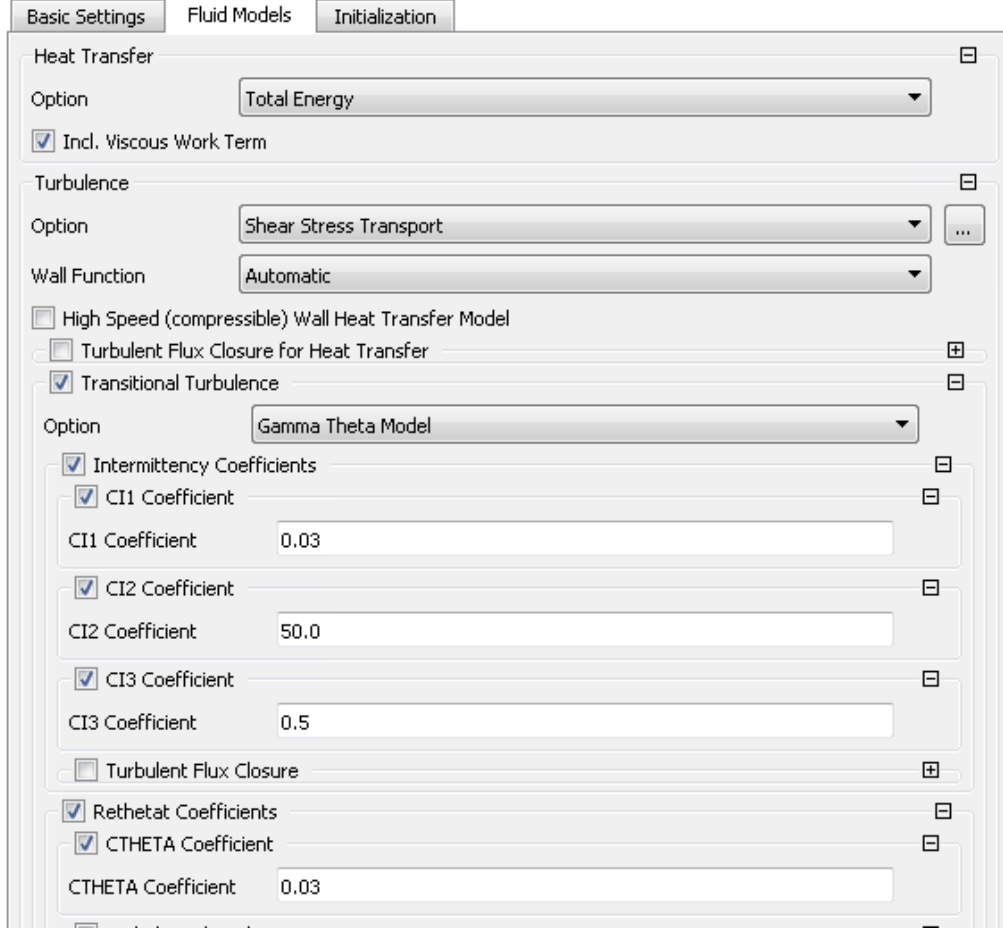 Basic Settings Fluid Models Initialization
Heat Transfer
Option Total Energy
Incl. Viscous Work Term
Turbulence
Option Shear Stress Transport ...
Wall Function Automatic
High Speed (compressible) Wall Heat Transfer Model
Turbulent Flux Closure for Heat Transfer
Transitional Turbulence
Option Gamma Theta Model
Intermittency Coefficients
CI1 Coefficient
CI1 Coefficient 0.03
CI2 Coefficient
CI2 Coefficient 50.0
CI3 Coefficient
CI3 Coefficient 0.5
Turbulent Flux Closure
Rethetat Coefficients
CTHETA Coefficient
CTHETA Coefficient 0.03